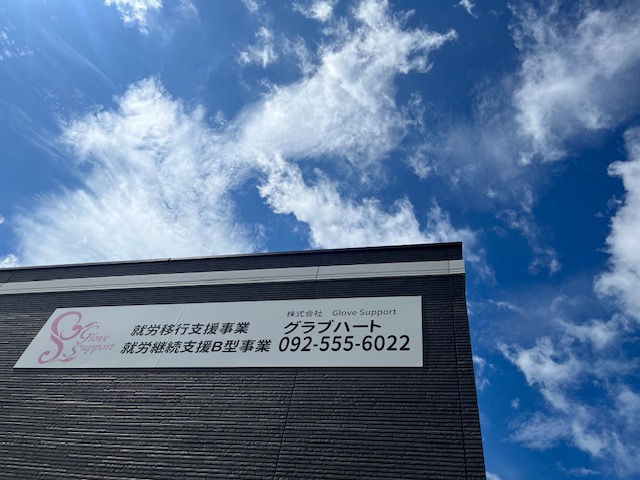 Glove
Support
就労移行支援事業
就労継続支援B型事業
株式会社 Glove Support
グラブハート
092-555-6022